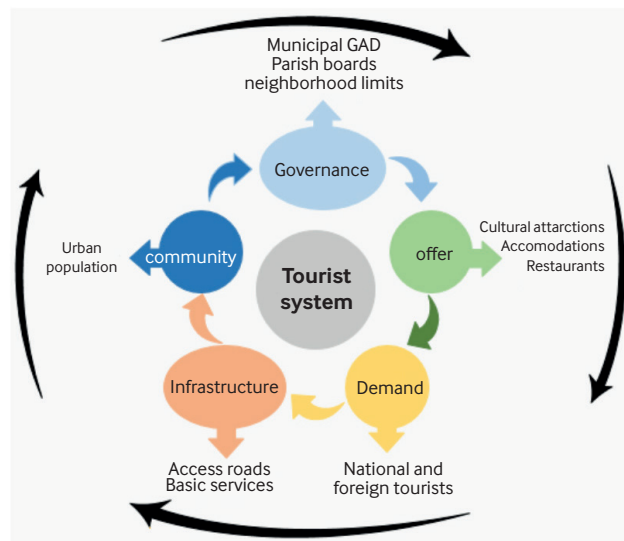 Municipal GAD
Parish boards
neighborhood limits
Governance
Cultural attarctions
Accomodations
Restaurants
offer
Urban
population
community
Tourist
system
Infrastructure
Demand
Access roads
Basic services
National and
foreign tourists